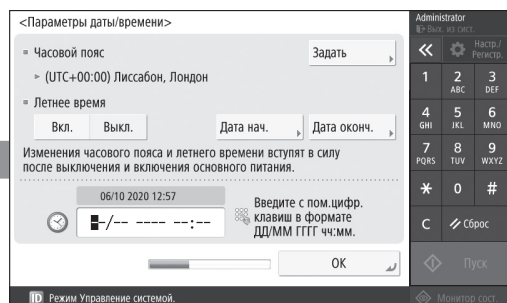 <Параметры даты/времени>
Часовой пояс
Задать
(UTC+00:00) Лиссабон, Лондон
Летнее время
Вкл. Выкл. Дата нач. Дата оконч.
Изменения часового пояса и летнего времени вступят в силу
после выключения и включения основного питания.
06/10 2020 12:57
-/-- ---- --:--
Введите с пом.цифр.
клавиш в формате
ДД/ММ ГГГГ чч:мм.
OK
ID Режим Управление системой.
Administrator
Вых. из сист.
Настр./
Регистр.
1 2 3
ABC DEF
4 5 6
GHI JKL MNO
7 8 9
PQRS TUV WXYZ
* 0 #
C Сброс
Пуск
Монитор сост.